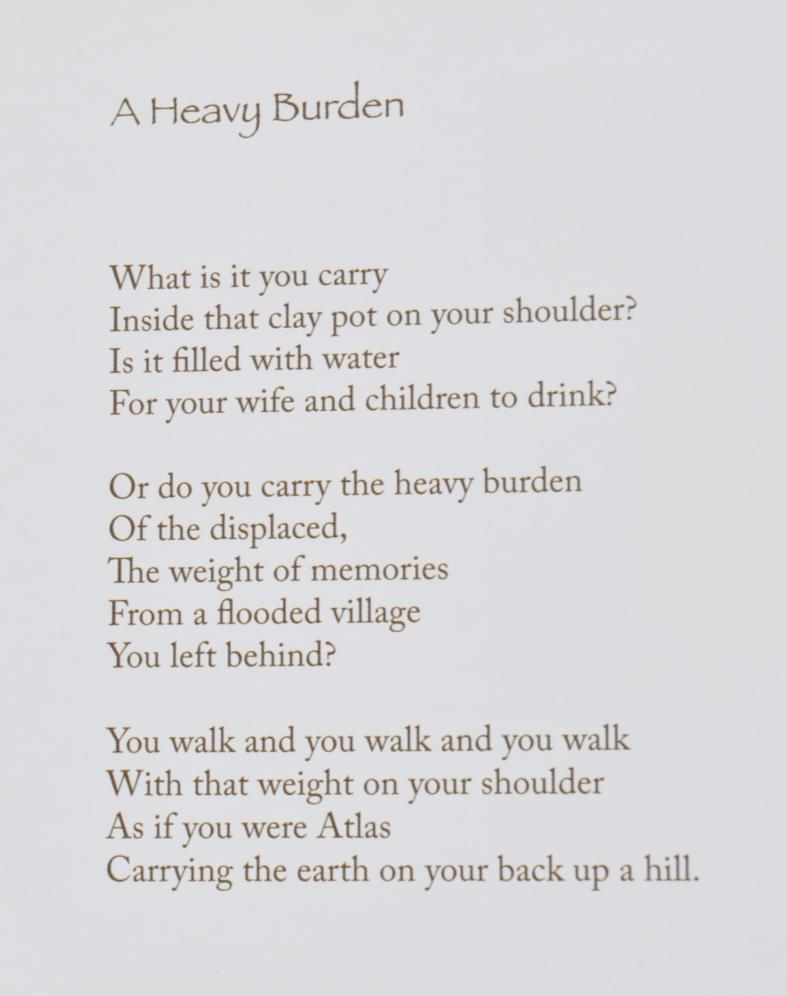 A Heavy Burden
What is it you carry
Inside that clay pot on your shoulder?
Is it filled with water
For your wife and children to drink?
Or do you carry the heavy burden
Of the displaced,
The weight of memories
From a flooded village
You left behind?
You walk and you walk and you walk
With that weight on your shoulder
As if you were Atlas
Carrying the earth on your back up a hill.